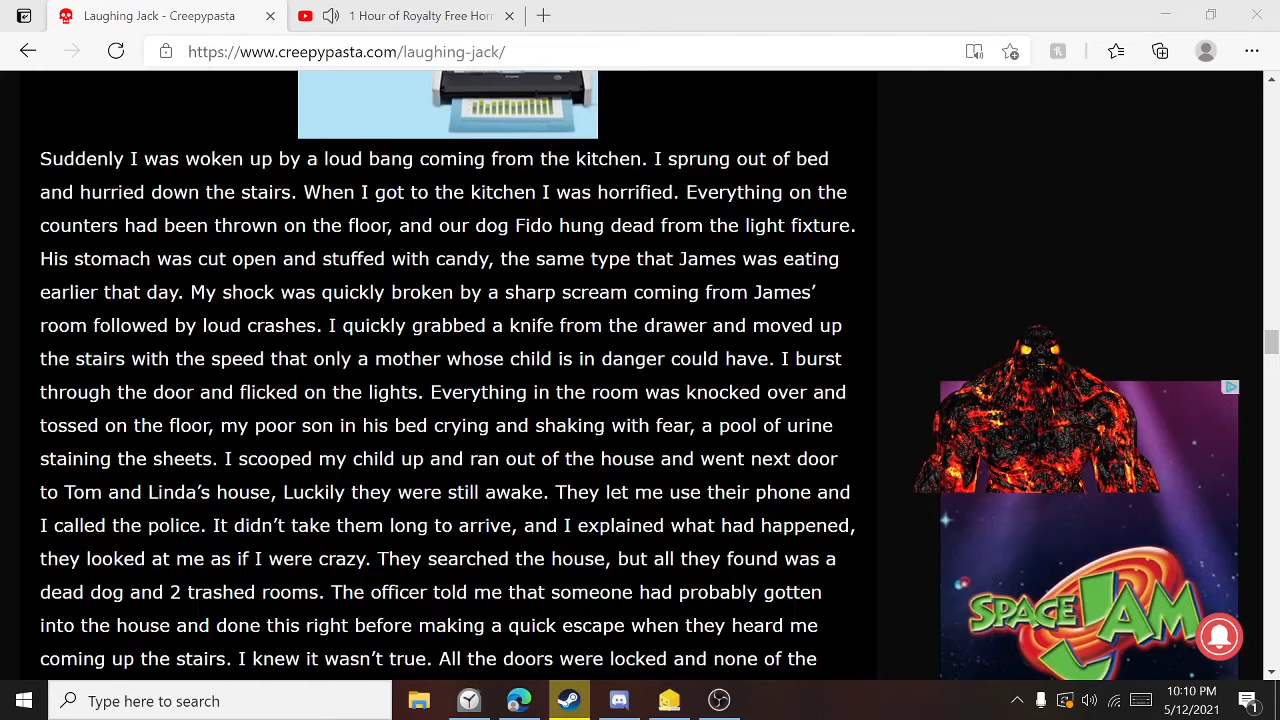 Laughing Jack - Creepypasta
1 Hour of Royalty Free Horr
https://www.creepypasta.com/laughing-jack/
Suddenly I was woken up by a loud bang coming from the kitchen. I sprung out of bed
and hurried down the stairs. When I got to the kitchen I was horrified. Everything on the
counters had been thrown on the floor, and our dog Fido hung dead from the light fixture.
His stomach was cut open and stuffed with candy, the same type that James was eating
earlier that day. My shock was quickly broken by a sharp scream coming from James’
room followed by loud crashes. I quickly grabbed a knife from the drawer and moved up
the stairs with the speed that only a mother whose child is in danger could have. I burst
through the door and flicked on the lights. Everything in the room was knocked over and
tossed on the floor, my poor son in his bed crying and shaking with fear, a pool of urine
staining the sheets. I scooped my child up and ran out of the house and went next door
to Tom and Linda’s house, Luckily they were still awake. They let me use their phone and
I called the police. It didn’t take them long to arrive, and I explained what had happened,
they looked at me as if I were crazy. They searched the house, but all they found was a
dead dog and 2 trashed rooms. The officer told me that someone had probably gotten
into the house and done this right before making a quick escape when they heard me
coming up the stairs. I knew it wasn’t true. All the doors were locked and none of the
SPACE JAM
Type here to search
10:10 PM
5/12/2021
1